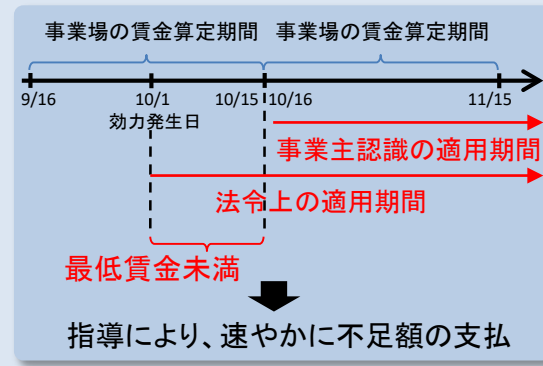 事業場の賃金算定期間 事業場の賃金算定期間
9/16 10/1 10/15 10/16 11/15
効力発生日
事業主認識の適用期間
法令上の適用期間
最低賃金未満
指導により、速やかに不足額の支払